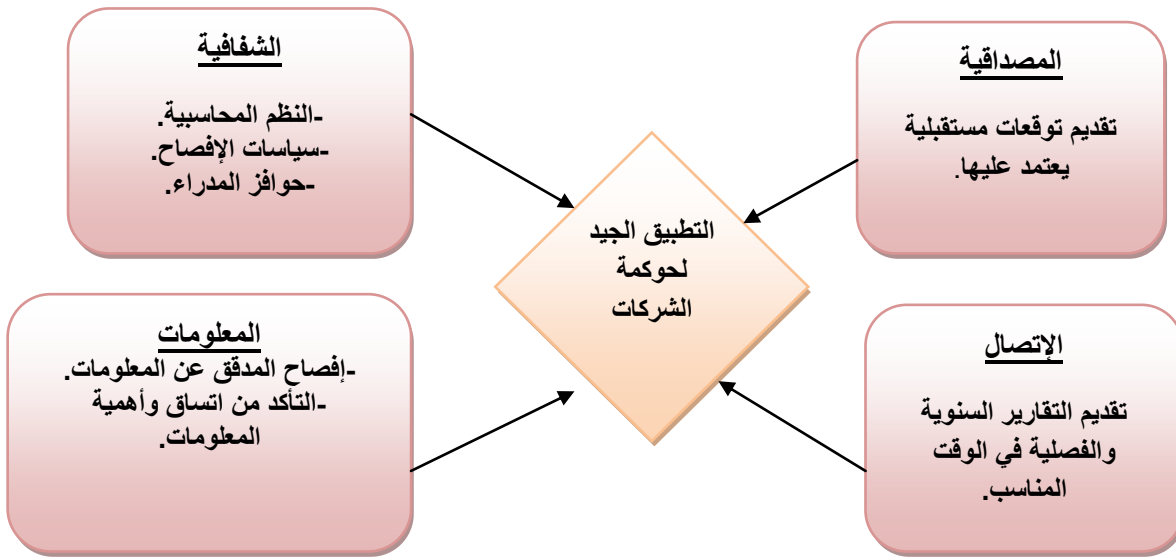 المصداقية
تقديم توقعات مستقبلية
يعتمد عليها.
الشفافية
-النظم المحاسبية.
-سياسات الإفصاح.
-حوافز المدراء.
التطبيق الجيد
لحوكمة
الشركات
الإتصال
تقديم التقارير السنوية
والفصلية في الوقت
المناسب.
المعلومات
-إفصاح المدقق عن المعلومات.
-التأكد من اتساق وأهمية
المعلومات.